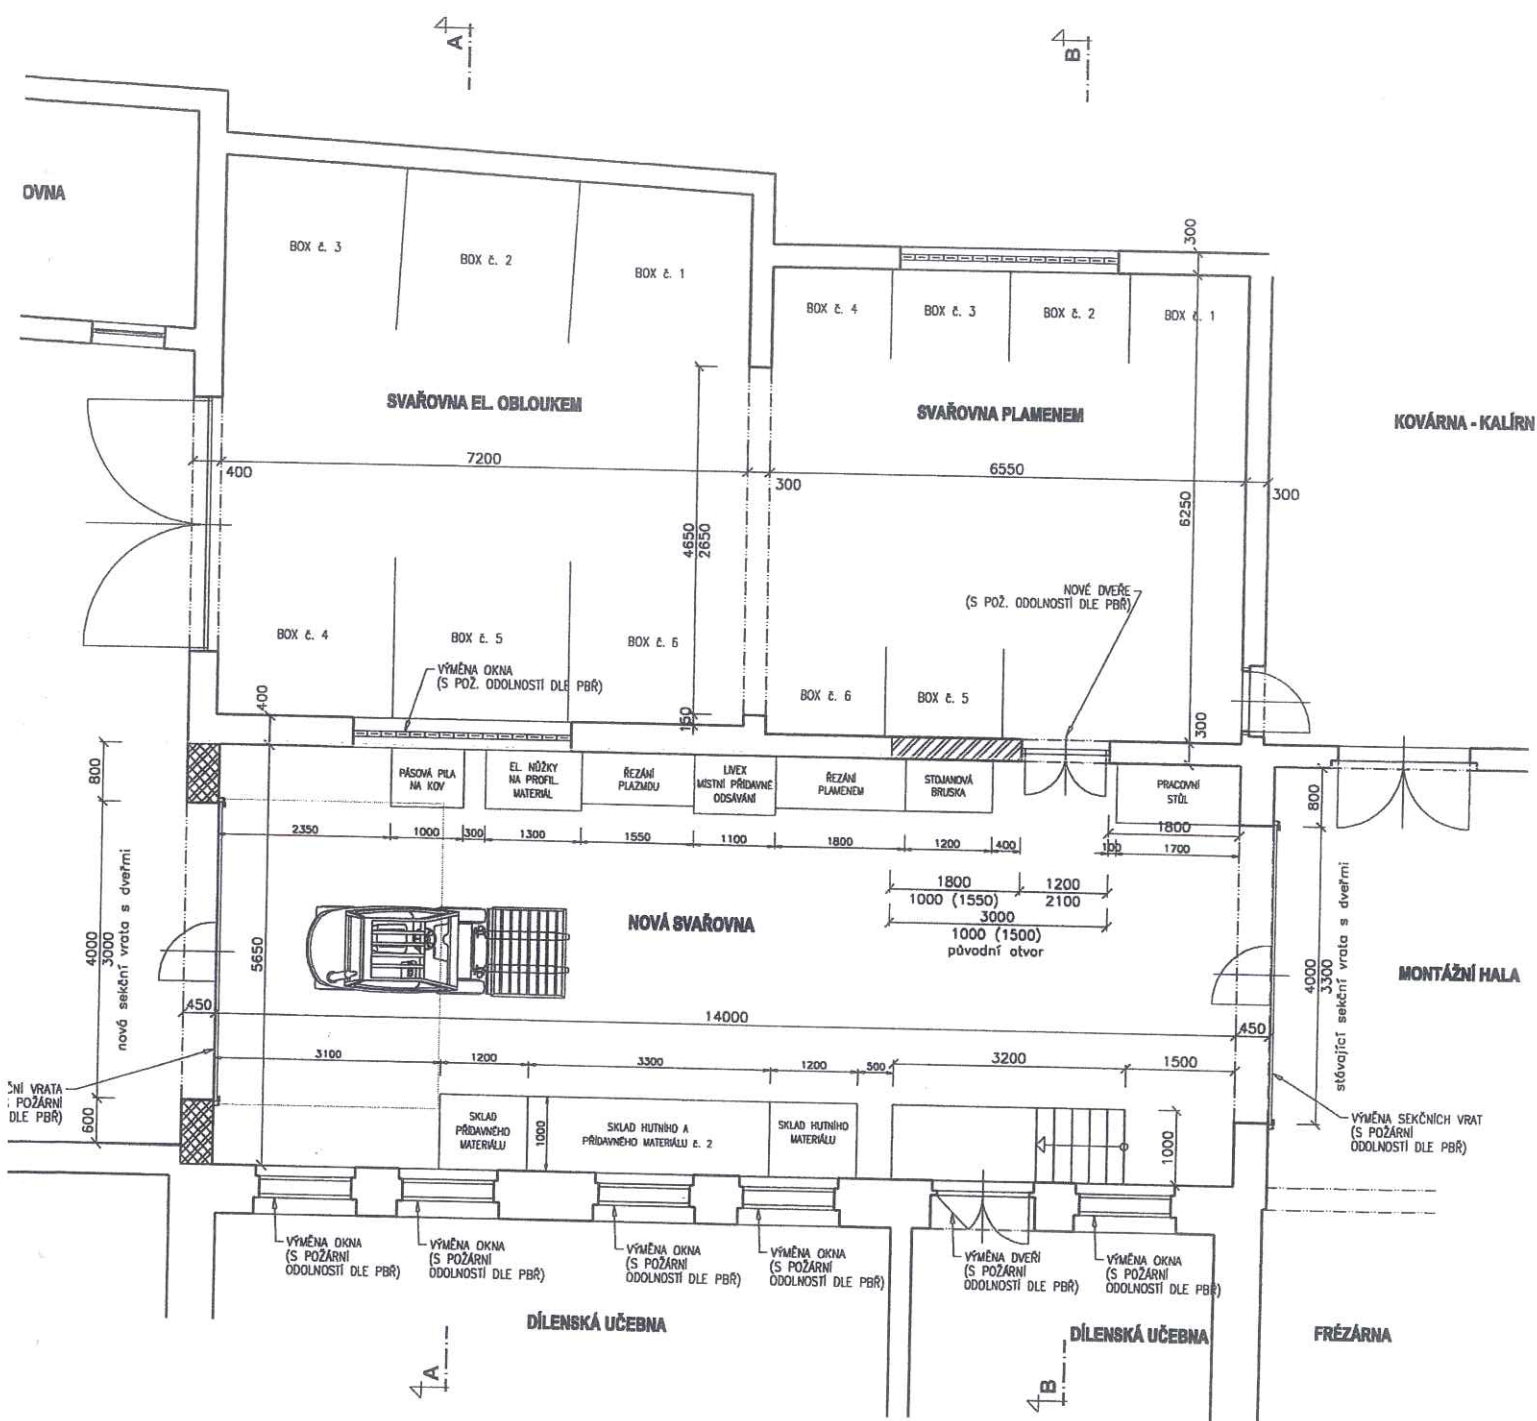 A
B
OVNA
BOX č. 3
BOX č. 2
BOX č. 1
300
BOX č. 4
BOX č. 3
BOX č. 2
BOX č. 1
SVAŘOVNA EL. OBLOUKEM
SVAŘOVNA PLAMENEM
KOVÁRNA - KALÍRN
400
7200
300
6550
300
4650
2650
6250
NOVÉ DVEŘE
(S POŽ. ODOLNOSTÍ DLE PBŘ)
BOX č. 4
BOX č. 5
BOX č. 6
VÝMĚNA OKNA
(S POŽ. ODOLNOSTÍ DLE PBŘ)
BOX č. 6
BOX č. 5
400
150
300
800
PÁSOVÁ PILA
NA KOV
EL. NŮŽKY
NA PROFIL.
MATERIÁL
ŘEZÁNÍ
PLAZMOU
LIVEX
MÍSTNÍ PŘÍDAVNÉ
ODSÁVÁNÍ
ŘEZÁNÍ
PLAMENEM
STOJANOVÁ
BRUSKA
PRACOVNÍ
STŮL
800
2350
1000
300
1300
1550
1100
1800
1200
400
1800
100
1700
1800
1000 (1550)
1200
2100
3000
1000 (1500)
původní otvor
NOVÁ SVAŘOVNA
4000
3000
nová sekční vrata s dveřmi
5650
4000
3300
stávající sekční vrata s dveřmi
MONTÁŽNÍ HALA
450
14000
450
3100
1200
3300
1200
500
3200
1500
ČNÍ VRATA
POŽÁRNÍ
DLE PBŘ)
600
SKLAD
PŘÍDAVNÉHO
MATERIÁLU
1000
SKLAD HUTNÍHO A
PŘÍDAVNÉHO MATERIÁLU č. 2
SKLAD HUTNÍHO
MATERIÁLU
1000
VÝMĚNA SEKČNÍCH VRAT
(S POŽÁRNÍ
ODOLNOSTÍ DLE PBŘ)
VÝMĚNA OKNA
(S POŽÁRNÍ
ODOLNOSTÍ DLE PBŘ)
VÝMĚNA OKNA
(S POŽÁRNÍ
ODOLNOSTÍ DLE PBŘ)
VÝMĚNA OKNA
(S POŽÁRNÍ
ODOLNOSTÍ DLE PBŘ)
VÝMĚNA OKNA
(S POŽÁRNÍ
ODOLNOSTÍ DLE PBŘ)
VÝMĚNA DVEŘÍ
(S POŽÁRNÍ
ODOLNOSTÍ DLE PBŘ)
VÝMĚNA OKNA
(S POŽÁRNÍ
ODOLNOSTÍ DLE PBŘ)
DÍLENSKÁ UČEBNA
DÍLENSKÁ UČEBNA
FRÉZÁRNA
A
B